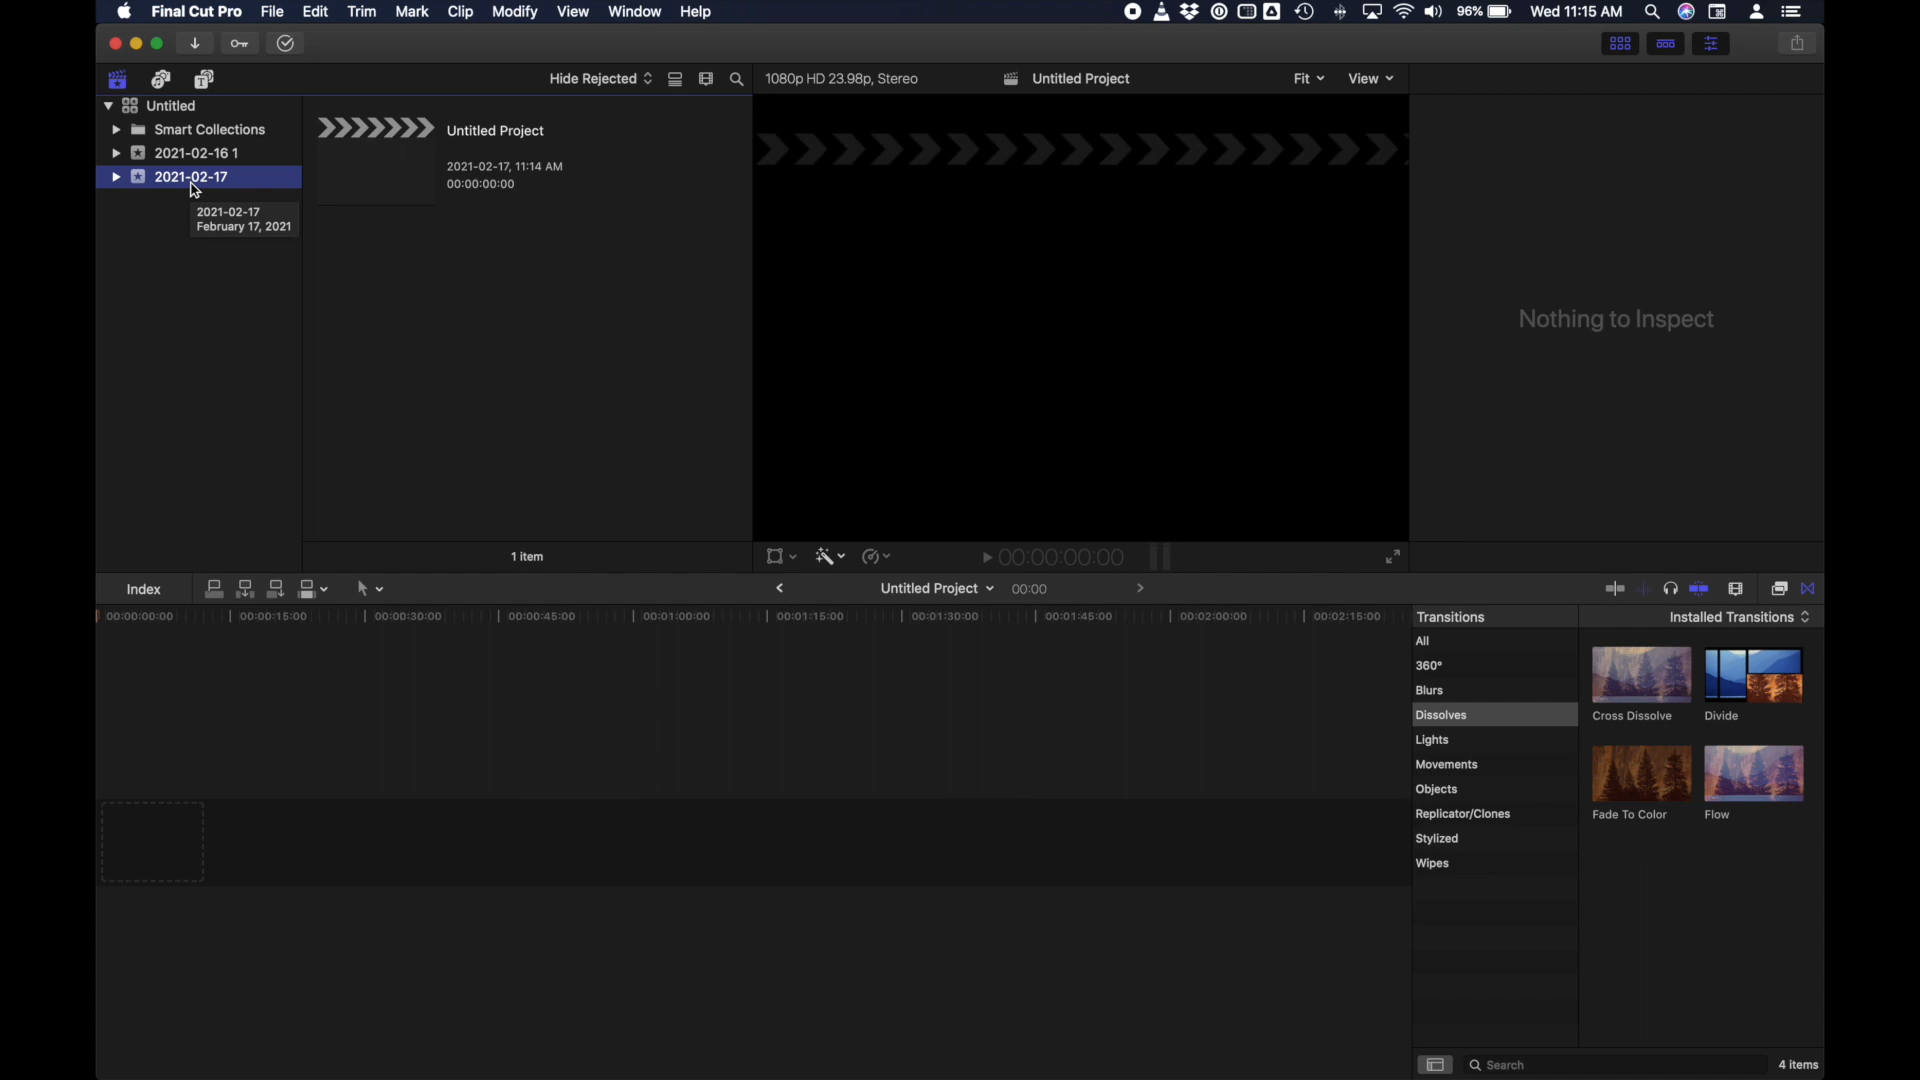 Final Cut Pro File Edit Trim Mark Clip Modify View Window Help 96% Wed 11:15 AM
Hide Rejected 1080p HD 23.98p, Stereo Untitled Project Fit View
Untitled
Smart Collections
2021-02-16 1
2021-02-17
2021-02-17
February 17, 2021
Untitled Project
2021-02-17, 11:14 AM
00:00:00:00
Nothing to Inspect
1 item
00:00:00:00
Index Untitled Project 00:00
00:00:00:00 00:00:15:00 00:00:30:00 00:00:45:00 00:01:00:00 00:01:15:00 00:01:30:00 00:01:45:00 00:02:00:00 00:02:15:00
Transitions Installed Transitions
All
360°
Blurs
Dissolves
Lights
Movements
Objects
Replicator/Clones
Stylized
Wipes
Cross Dissolve Divide
Fade To Color Flow
Search 4 items